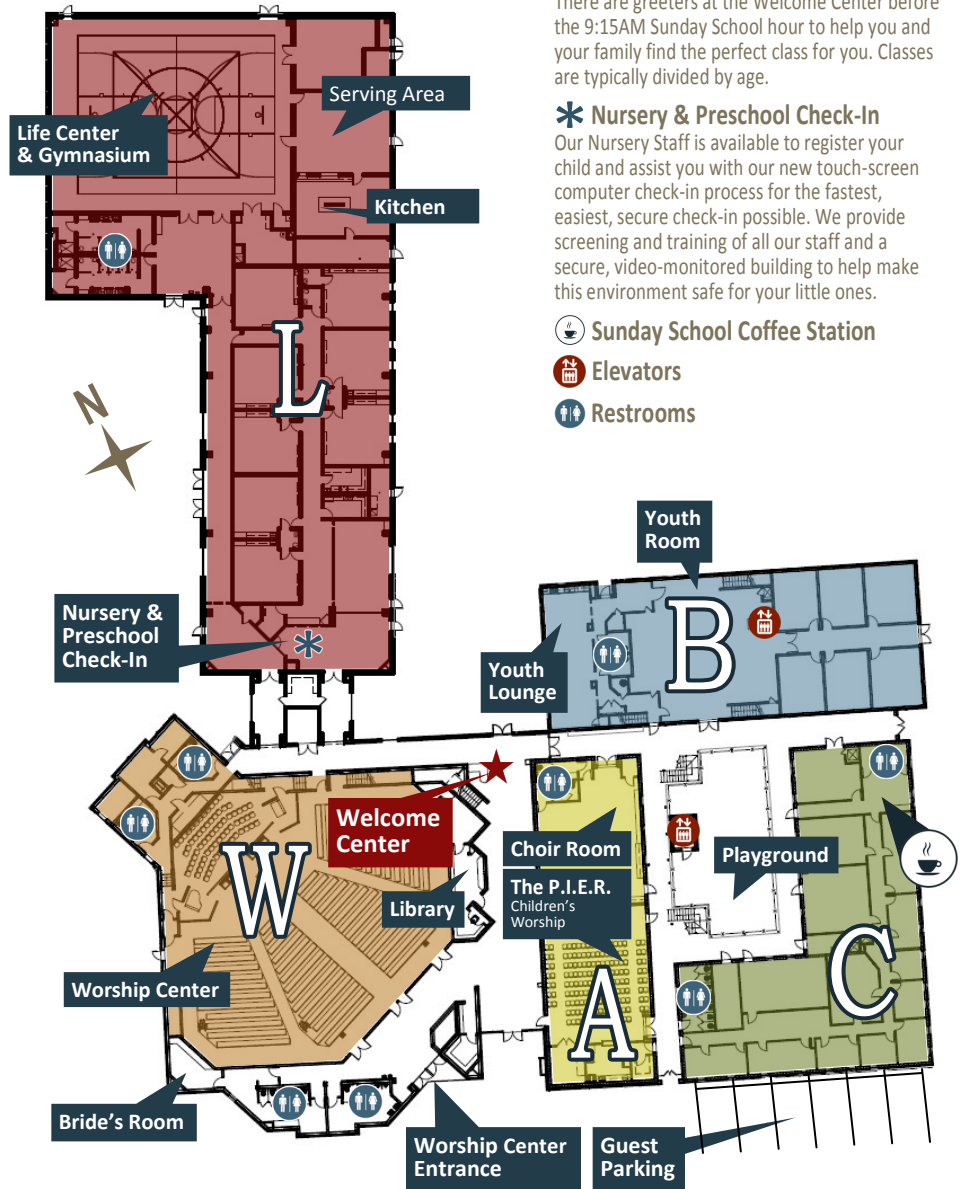 There are greeters at the Welcome Center before
the 9:15AM Sunday School hour to help you and
your family find the perfect class for you. Classes
are typically divided by age.
Nursery & Preschool Check-In
Our Nursery Staff is available to register your
child and assist you with our new touch-screen
computer check-in process for the fastest,
easiest, secure check-in possible. We provide
screening and training of all our staff and a
secure, video-monitored building to help make
this environment safe for your little ones.
Sunday School Coffee Station
Elevators
Restrooms
Life Center
& Gymnasium
Serving Area
Kitchen
L
N
Nursery &
Preschool
Check-In
Youth
Room
B
Youth
Lounge
Welcome
Center
W
Library
Worship Center
Bride's Room
Choir Room
The P.I.E.R.
Children's
Worship
A
Playground
C
Worship Center
Entrance
Guest
Parking